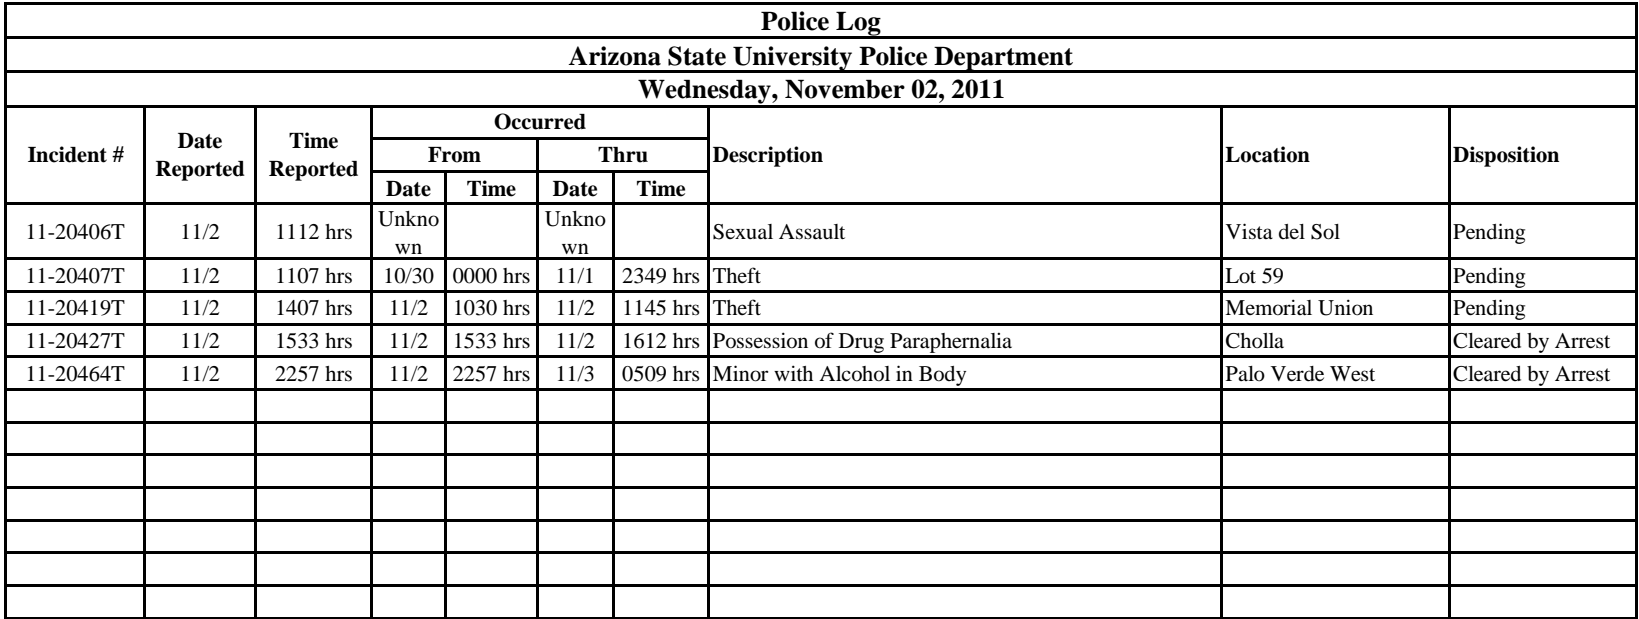 Police Log
Arizona State University Police Department
Wednesday, November 02, 2011
Incident # Date Reported Time Reported Occurred Description Location Disposition
From Thru
Date Time Date Time
11-20406T 11/2 1112 hrs Unkno wn Unkno wn Sexual Assault Vista del Sol Pending
11-20407T 11/2 1107 hrs 10/30 0000 hrs 11/1 2349 hrs Theft Lot 59 Pending
11-20419T 11/2 1407 hrs 11/2 1030 hrs 11/2 1145 hrs Theft Memorial Union Pending
11-20427T 11/2 1533 hrs 11/2 1533 hrs 11/2 1612 hrs Possession of Drug Paraphernalia Cholla Cleared by Arrest
11-20464T 11/2 2257 hrs 11/2 2257 hrs 11/3 0509 hrs Minor with Alcohol in Body Palo Verde West Cleared by Arrest